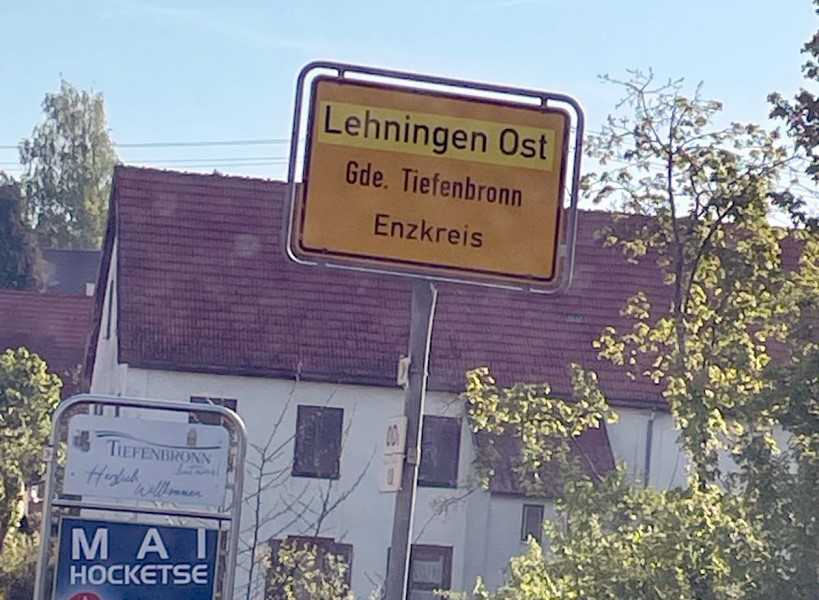 Lehningen Ost
Gde. Tiefenbronn
Enzkreis
TIEFENBRONN
Herzlich
Willkommen
MAI
HOCKETSE